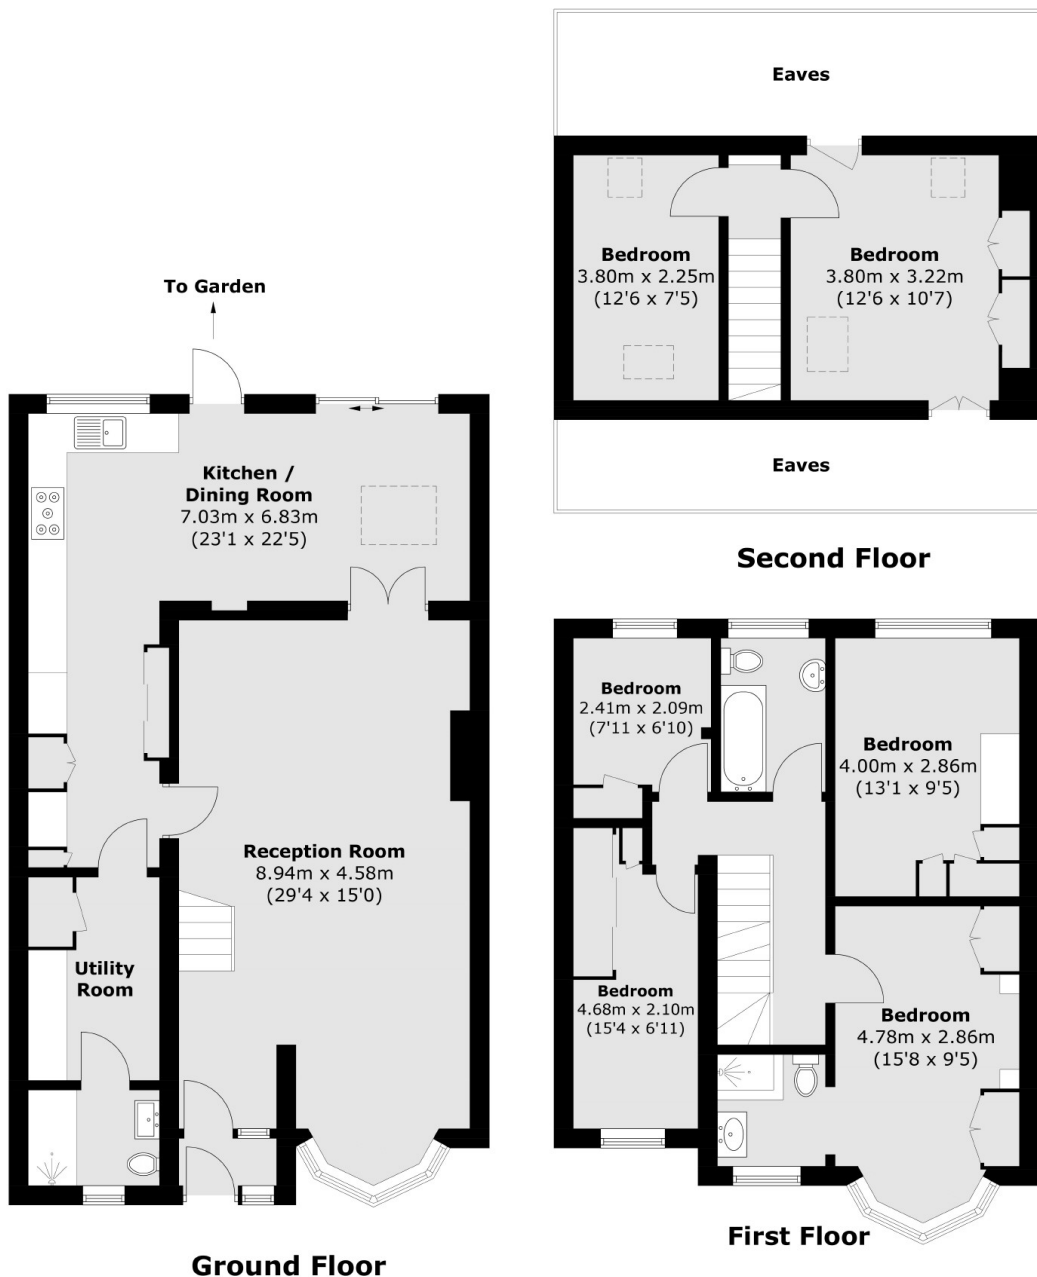 Eaves
Bedroom
3.80m x 2.25m
(12'6 x 7'5)
Bedroom
3.80m x 3.22m
(12'6 x 10'7)
Eaves
Second Floor
To Garden
Kitchen /
Dining Room
7.03m x 6.83m
(23'1 x 22'5)
Reception Room
8.94m x 4.58m
(29'4 x 15'0)
Utility
Room
Ground Floor
Bedroom
2.41m x 2.09m
(7'11 x 6'10)
Bedroom
4.00m x 2.86m
(13'1 x 9'5)
Bedroom
4.68m x 2.10m
(15'4 x 6'11)
Bedroom
4.78m x 2.86m
(15'8 x 9'5)
First Floor